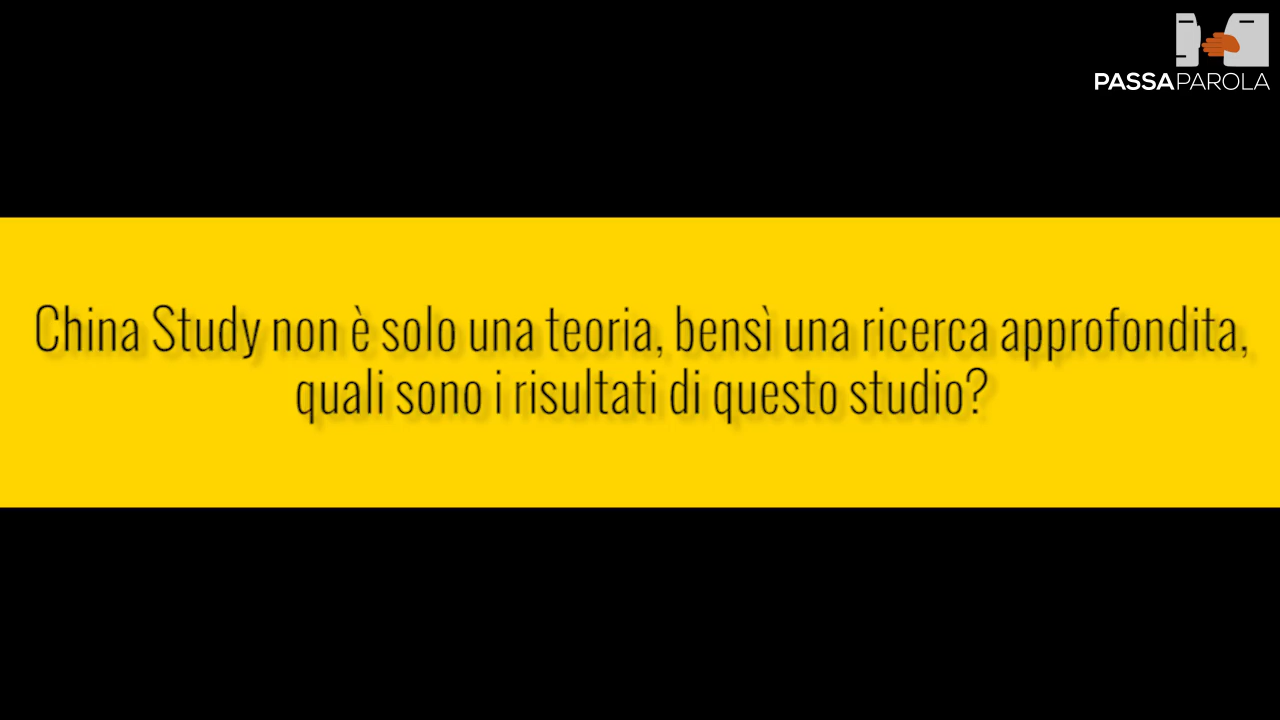 PASSAPAROLA
China Study non è solo una teoria, bensì una ricerca approfondita,
quali sono i risultati di questo studio?